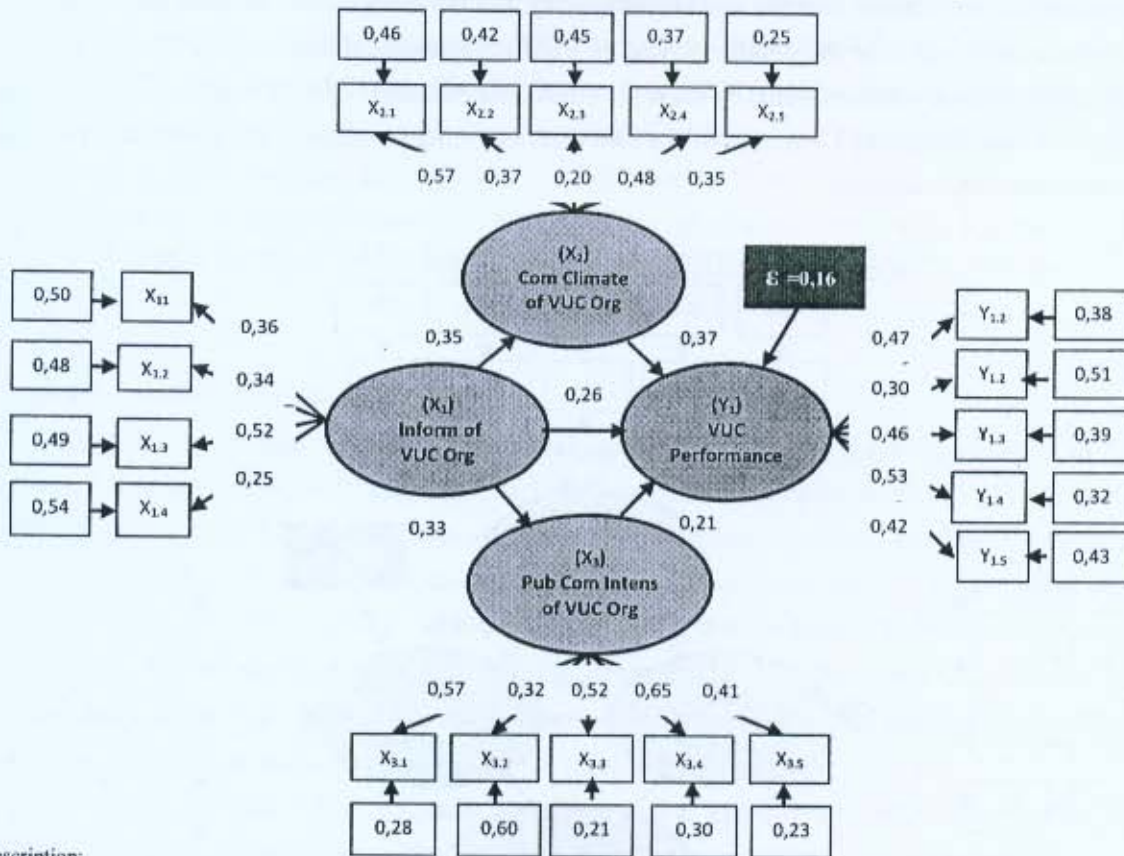 0,46 0,42 0,45 0,37 0,25
X2.1 X2.2 X2.3 X2.4 X2.5
0,57 0,37 0,20 0,48 0,35
(X2)
Com Climate
of VUC Org
ε =0,16
0,50 X11 0,36
0,48 X1.2 0,34
0,49 X1.3 0,52
0,54 X1.4 0,25
0,35 0,37
(X1)
Inform of
VUC Org
0,26
(Y1)
VUC
Performance
0,33 0,21
0,47 Y1.2 0,38
0,30 Y1.2 0,51
0,46 Y1.3 0,39
0,53 Y1.4 0,32
0,42 Y1.5 0,43
(X3)
Pub Com Intens
of VUC Org
0,57 0,32 0,52 0,65 0,41
X3.1 X3.2 X3.3 X3.4 X3.5
0,28 0,60 0,21 0,30 0,23